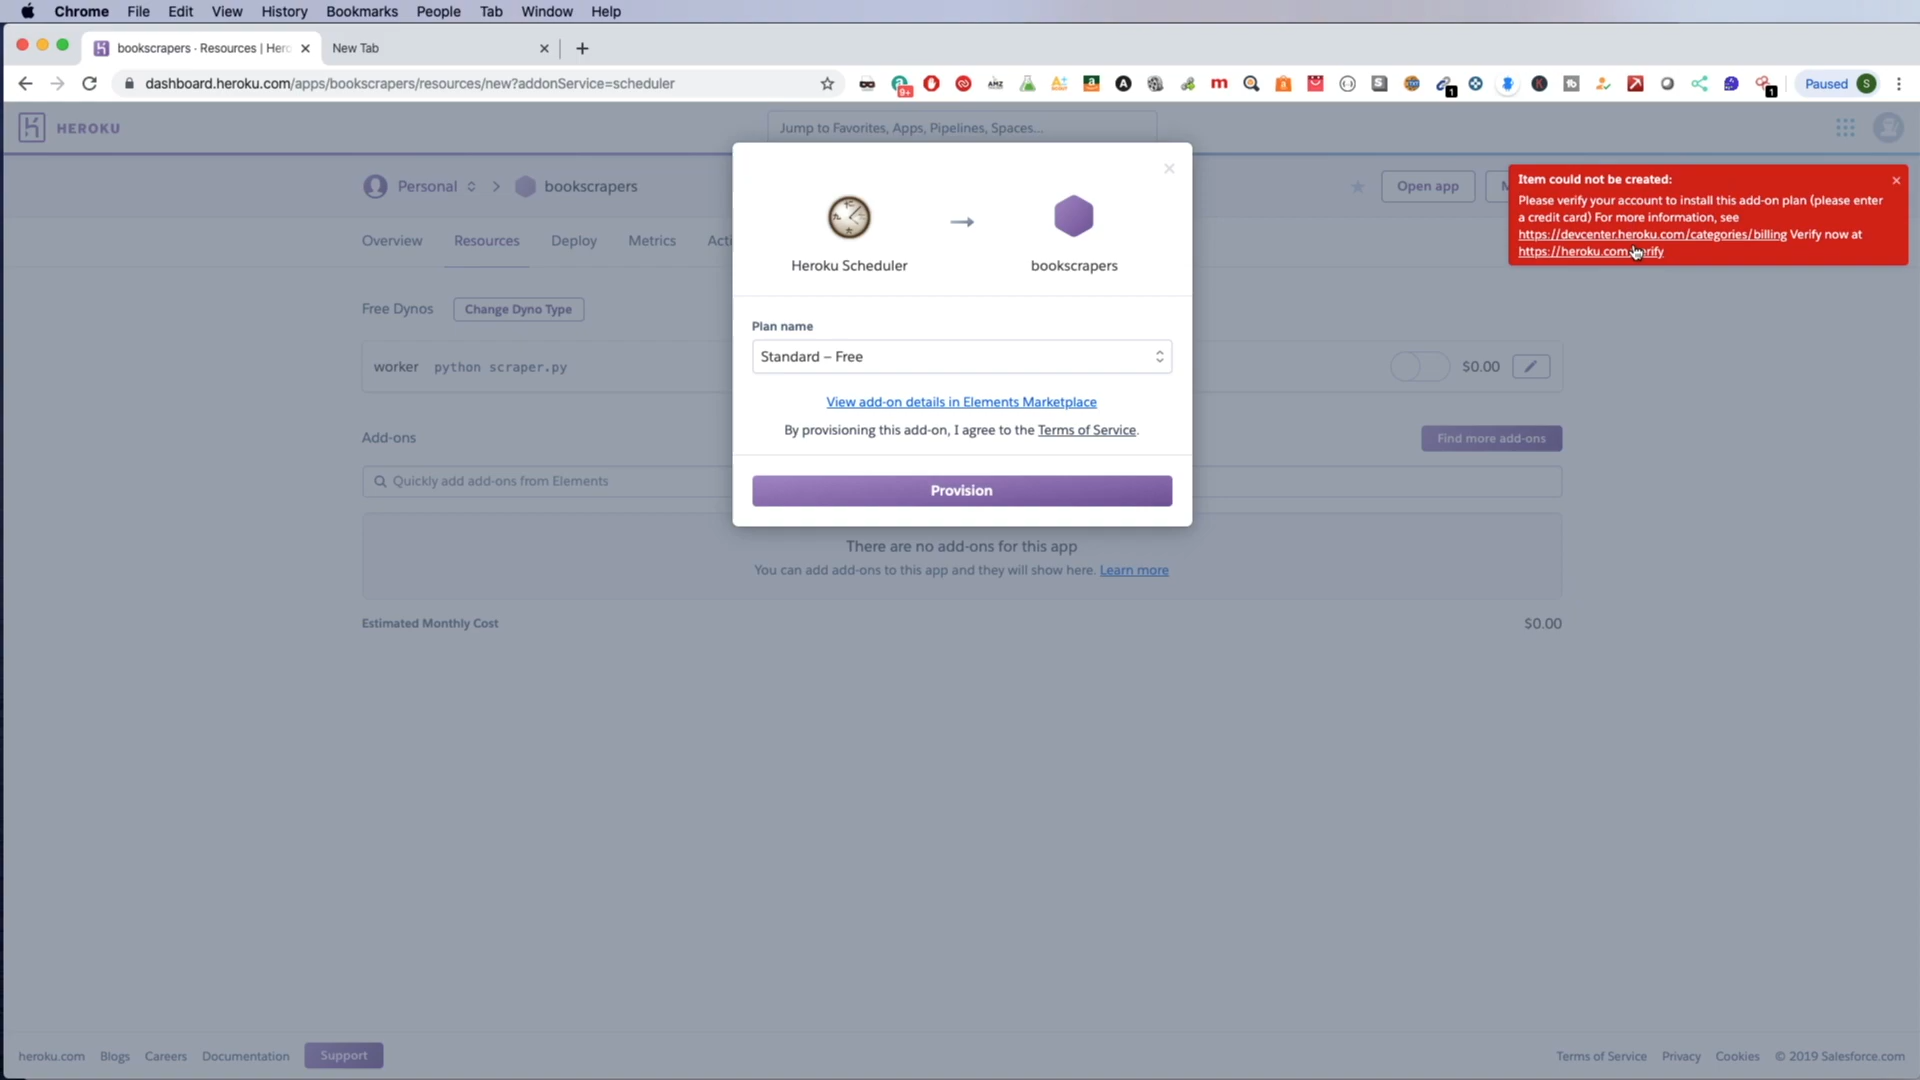 Chrome File Edit View History Bookmarks People Tab Window Help
bookscrapers · Resources | Hero
New Tab
dashboard.heroku.com/apps/bookscrapers/resources/new?addonService=scheduler
Paused S
HEROKU
Jump to Favorites, Apps, Pipelines, Spaces...
Personal > bookscrapers
Open app
Item could not be created:
Please verify your account to install this add-on plan (please enter
a credit card) For more information, see
https://devcenter.heroku.com/categories/billing Verify now at
https://heroku.com/verify
Overview Resources Deploy Metrics Acti
Heroku Scheduler
bookscrapers
Free Dynos Change Dyno Type
Plan name
Standard – Free
worker python scraper.py
$0.00
View add-on details in Elements Marketplace
By provisioning this add-on, I agree to the Terms of Service.
Add-ons
Find more add-ons
Quickly add add-ons from Elements
Provision
There are no add-ons for this app
You can add add-ons to this app and they will show here. Learn more
Estimated Monthly Cost
$0.00
heroku.com Blogs Careers Documentation Support
Terms of Service Privacy Cookies © 2019 Salesforce.com